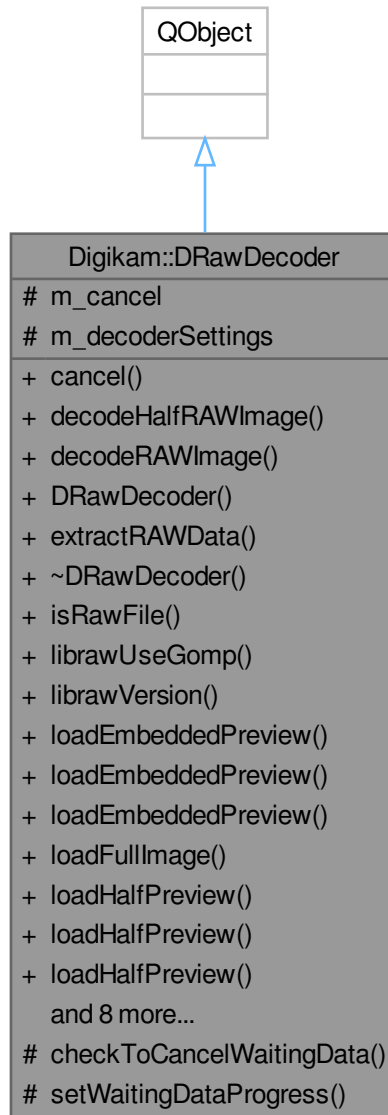 QObject
Digikam::DRawDecoder
# m_cancel
# m_decoderSettings
+ cancel()
+ decodeHalfRAWImage()
+ decodeRAWImage()
+ DRawDecoder()
+ extractRAWData()
+ ~DRawDecoder()
+ isRawFile()
+ librawUseGomp()
+ librawVersion()
+ loadEmbeddedPreview()
+ loadEmbeddedPreview()
+ loadEmbeddedPreview()
+ loadFullImage()
+ loadHalfPreview()
+ loadHalfPreview()
+ loadHalfPreview()
and 8 more...
# checkToCancelWaitingData()
# setWaitingDataProgress()